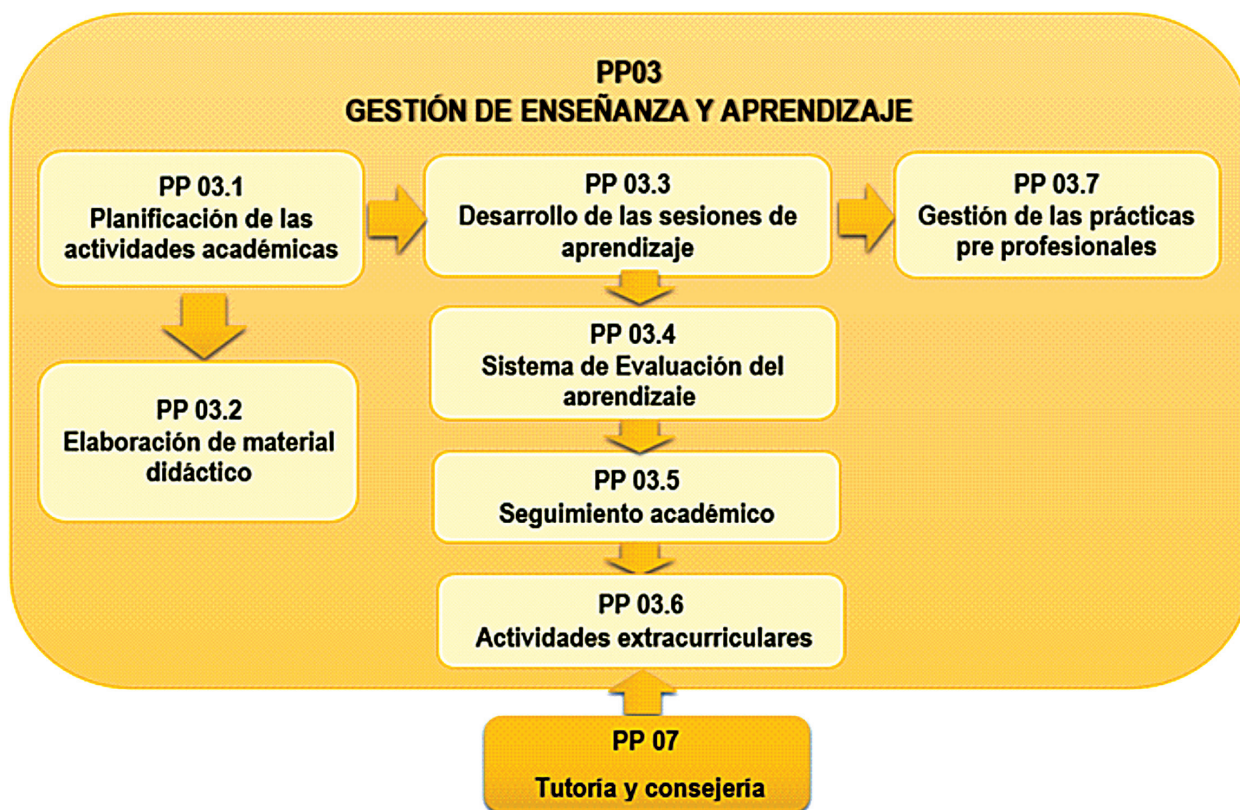 PP03
GESTIÓN DE ENSEÑANZA Y APRENDIZAJE
PP 03.1
Planificación de las
actividades académicas
PP 03.3
Desarrollo de las sesiones de
aprendizaje
PP 03.7
Gestión de las prácticas
pre profesionales
PP 03.2
Elaboración de material
didáctico
PP 03.4
Sistema de Evaluación del
aprendizaje
PP 03.5
Seguimiento académico
PP 03.6
Actividades extracurriculares
PP 07
Tutoría y consejería